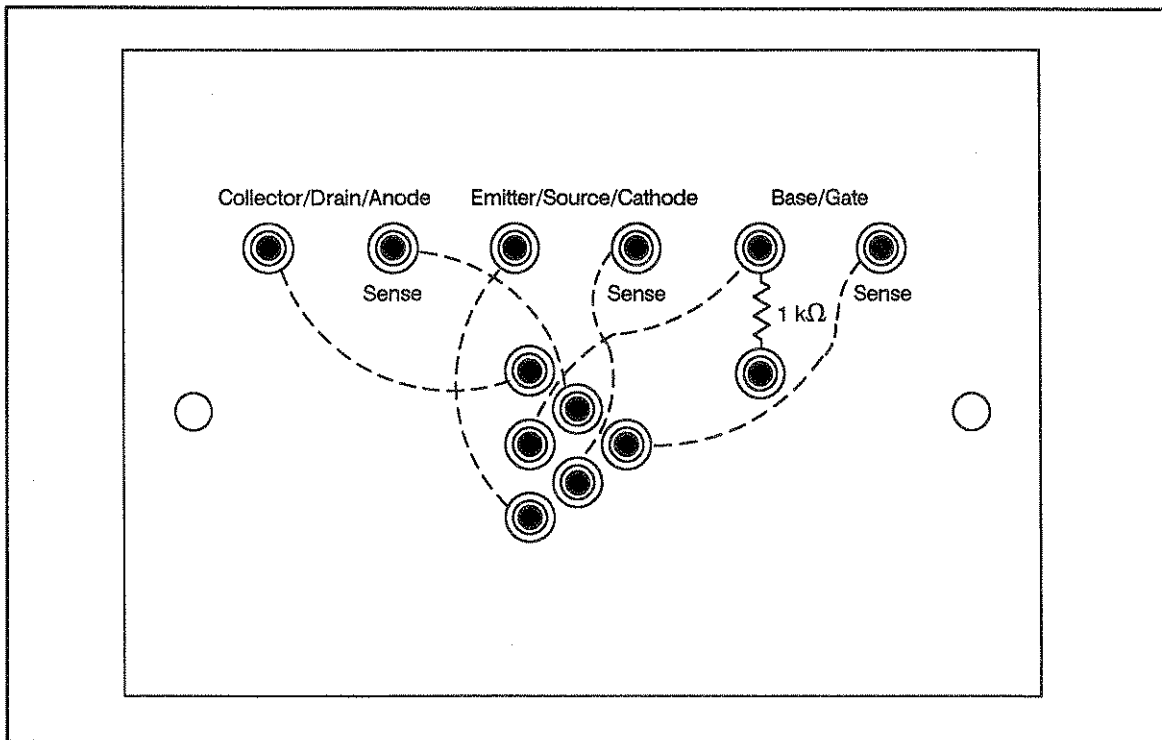 Collector/Drain/Anode Emitter/Source/Cathode Base/Gate
Sense Sense Sense
1 kΩ